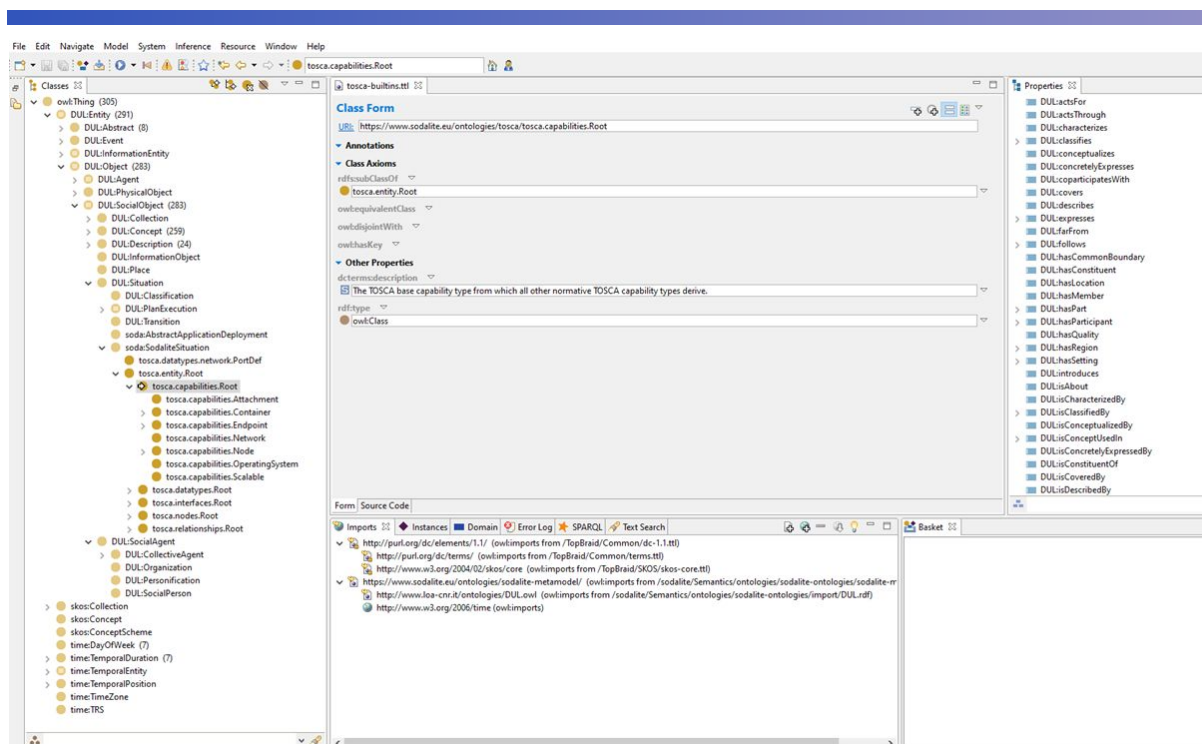 File Edit Navigate Model System Inference Resource Window Help
tosca.capabilities.Root
Classes
owl:Thing (305)
DUL:Entity (291)
DUL:Abstract (8)
DUL:Event
DUL:InformationEntity
DUL:Object (283)
DUL:Agent
DUL:PhysicalObject
DUL:SocialObject (283)
DUL:Collection
DUL:Concept (259)
DUL:Description (24)
DUL:InformationObject
DUL:Place
DUL:Situation
DUL:Classification
DUL:PlanExecution
DUL:Transition
soda:AbstractApplicationDeployment
soda:SodaliteSituation
tosca.datatypes.network.PortDef
tosca.entity.Root
tosca.capabilities.Root
tosca.capabilities.Attachment
tosca.capabilities.Container
tosca.capabilities.Endpoint
tosca.capabilities.Network
tosca.capabilities.Node
tosca.capabilities.OperatingSystem
tosca.capabilities.Scalable
tosca.datatypes.Root
tosca.interfaces.Root
tosca.nodes.Root
tosca.relationships.Root
DUL:SocialAgent
DUL:CollectiveAgent
DUL:Organization
DUL:Personification
DUL:SocialPerson
skos:Collection
skos:Concept
skos:ConceptScheme
time:DayOfWeek (7)
time:TemporalDuration (7)
time:TemporalEntity
time:TemporalPosition
time:TimeZone
time:TRS
tosca-builtins.ttl
Class Form
URI: https://www.sodalite.eu/ontologies/tosca/tosca.capabilities.Root
Annotations
Class Axioms
rdfs:subClassOf
tosca.entity.Root
owl:equivalentClass
owl:disjointWith
owl:hasKey
Other Properties
dcterms:description
The TOSCA base capability type from which all other normative TOSCA capability types derive.
rdf:type
owl:Class
Form Source Code
Imports Instances Domain Error Log SPARQL Text Search
http://purl.org/dc/elements/1.1/ (owl:imports from /TopBraid/Common/dc-1.1.ttl)
http://purl.org/dc/terms/ (owl:imports from /TopBraid/Common/terms.ttl)
http://www.w3.org/2004/02/skos/core (owl:imports from /TopBraid/SKOS/skos-core.ttl)
https://www.sodalite.eu/ontologies/sodalite-metamodel/ (owl:imports from /sodalite/Semantics/ontologies/sodalite-ontologies/sodalite-m
http://www.loa-cnr.it/ontologies/DUL.owl (owl:imports from /sodalite/Semantics/ontologies/sodalite-ontologies/import/DUL.rdf)
http://www.w3.org/2006/time (owl:imports)
Basket
Properties
DUL:actsFor
DUL:actsThrough
DUL:characterizes
DUL:classifies
DUL:conceptualizes
DUL:concretelyExpresses
DUL:coparticipatesWith
DUL:covers
DUL:describes
DUL:expresses
DUL:farFrom
DUL:follows
DUL:hasCommonBoundary
DUL:hasConstituent
DUL:hasLocation
DUL:hasMember
DUL:hasPart
DUL:hasParticipant
DUL:hasQuality
DUL:hasRegion
DUL:hasSetting
DUL:introduces
DUL:isAbout
DUL:isCharacterizedBy
DUL:isClassifiedBy
DUL:isConceptualizedBy
DUL:isConceptUsedIn
DUL:isConcretelyExpressedBy
DUL:isConstituentOf
DUL:isCoveredBy
DUL:isDescribedBy